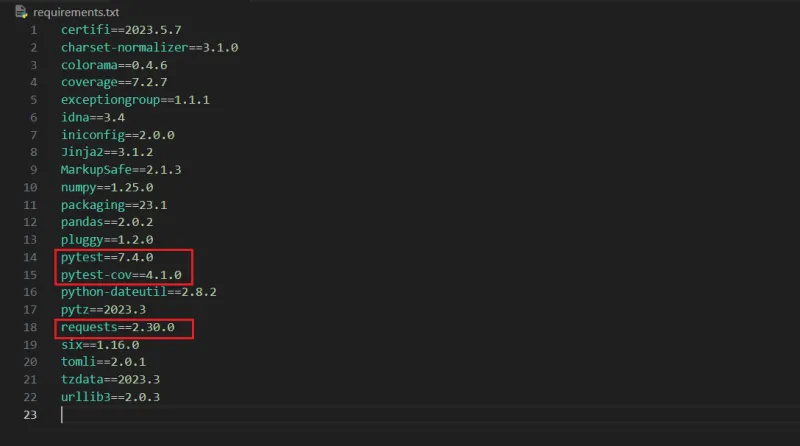 requirements.txt
1 certifi==2023.5.7
2 charset-normalizer==3.1.0
3 colorama==0.4.6
4 coverage==7.2.7
5 exceptiongroup==1.1.1
6 idna==3.4
7 iniconfig==2.0.0
8 Jinja2==3.1.2
9 MarkupSafe==2.1.3
10 numpy==1.25.0
11 packaging==23.1
12 pandas==2.0.2
13 pluggy==1.2.0
14 pytest==7.4.0
15 pytest-cov==4.1.0
16 python-dateutil==2.8.2
17 pytz==2023.3
18 requests==2.30.0
19 six==1.16.0
20 tomli==2.0.1
21 tzdata==2023.3
22 urllib3==2.0.3
23